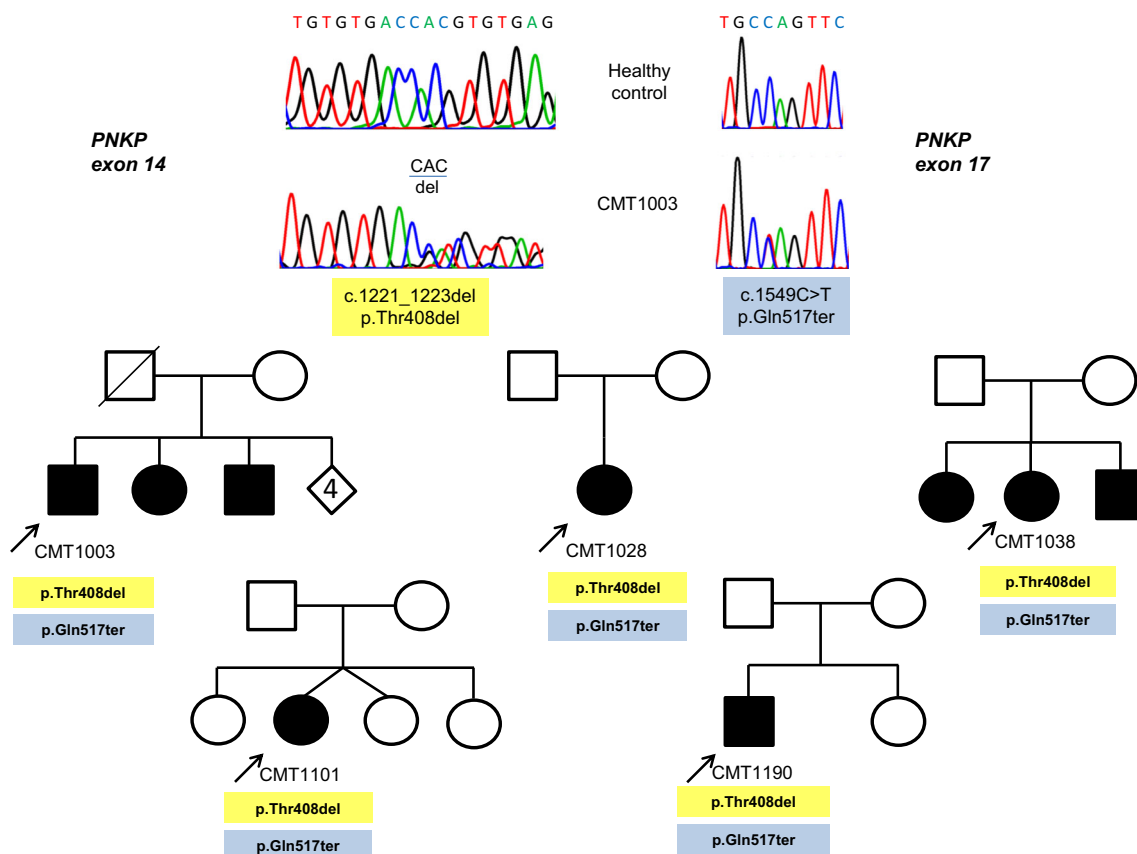 TGTGTGACCACGTGTGAG
TGCCAGTTC
Healthy
control
PNKP
exon 14
PNKP
exon 17
CAC
del
CMT1003
c.1221_1223del
p.Thr408del
c.1549C>T
p.Gln517ter
4
CMT1003
p.Thr408del
p.Gln517ter
CMT1028
p.Thr408del
p.Gln517ter
CMT1038
p.Thr408del
p.Gln517ter
CMT1101
p.Thr408del
p.Gln517ter
CMT1190
p.Thr408del
p.Gln517ter